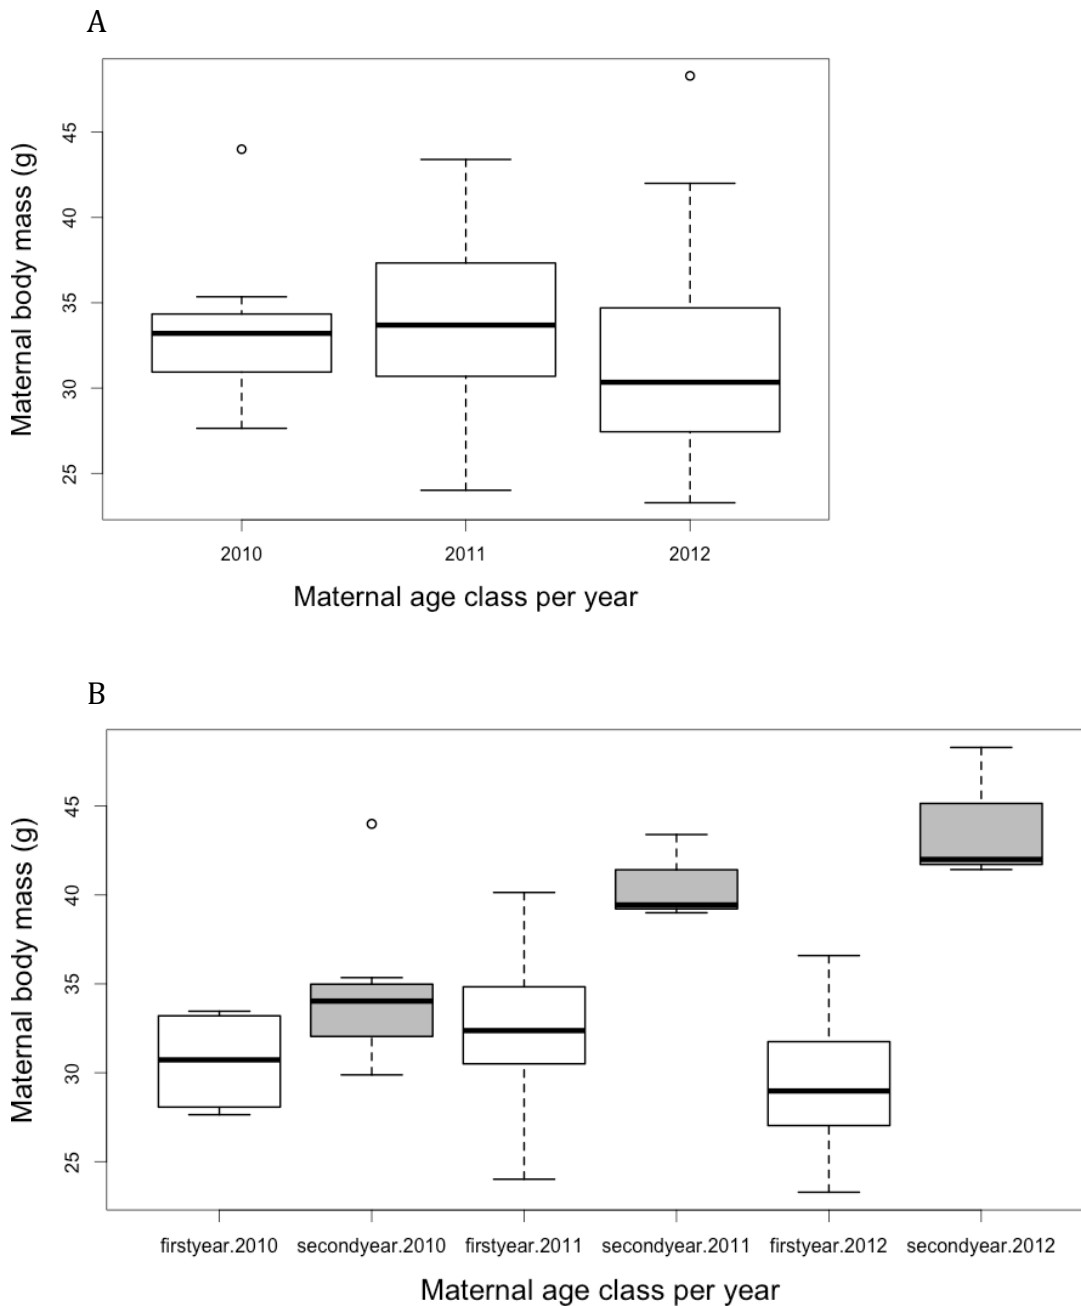 A
Maternal body mass (g)
45
40
35
30
25
2010 2011 2012
Maternal age class per year
B
Maternal body mass (g)
45
40
35
30
25
firstyear.2010 secondyear.2010 firstyear.2011 secondyear.2011 firstyear.2012 secondyear.2012
Maternal age class per year